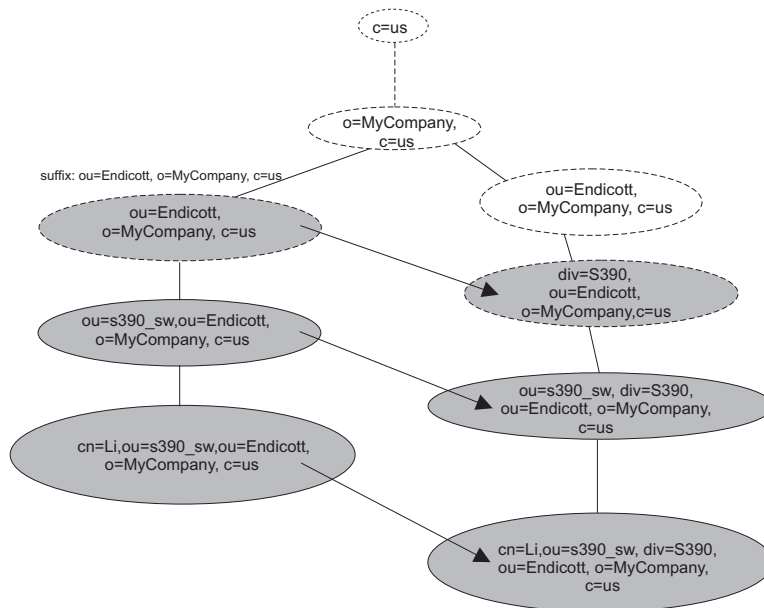 c=us
o=MyCompany,
c=us
suffix: ou=Endicott, o=MyCompany, c=us
ou=Endicott,
o=MyCompany, c=us
ou=Endicott,
o=MyCompany, c=us
div=S390,
ou=Endicott,
o=MyCompany,c=us
ou=s390_sw,ou=Endicott,
o=MyCompany, c=us
ou=s390_sw, div=S390,
ou=Endicott, o=MyCompany,
c=us
cn=Li,ou=s390_sw,ou=Endicott,
o=MyCompany, c=us
cn=Li,ou=s390_sw, div=S390,
ou=Endicott, o=MyCompany,
c=us